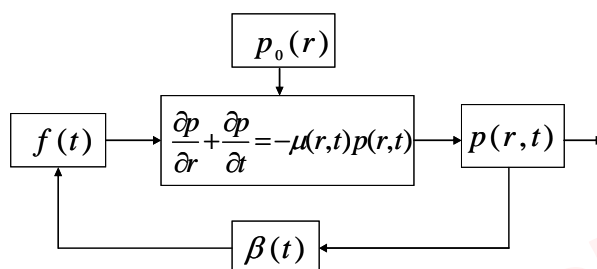 p₀(r)
f(t)
∂p/∂r + ∂p/∂t = -μ(r,t)p(r,t)
p(r,t)
β(t)